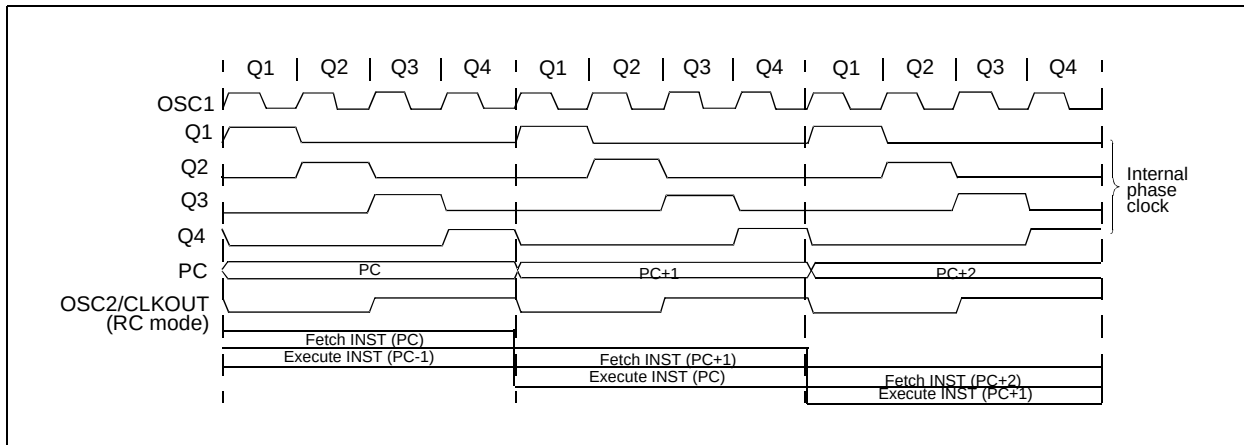 Q1 Q2 Q3 Q4 Q1 Q2 Q3 Q4 Q1 Q2 Q3 Q4
OSC1
Q1
Q2
Q3
Q4
Internal
phase
clock
PC
PC
PC+1
PC+2
OSC2/CLKOUT
(RC mode)
Fetch INST (PC)
Execute INST (PC-1)
Fetch INST (PC+1)
Execute INST (PC)
Fetch INST (PC+2)
Execute INST (PC+1)